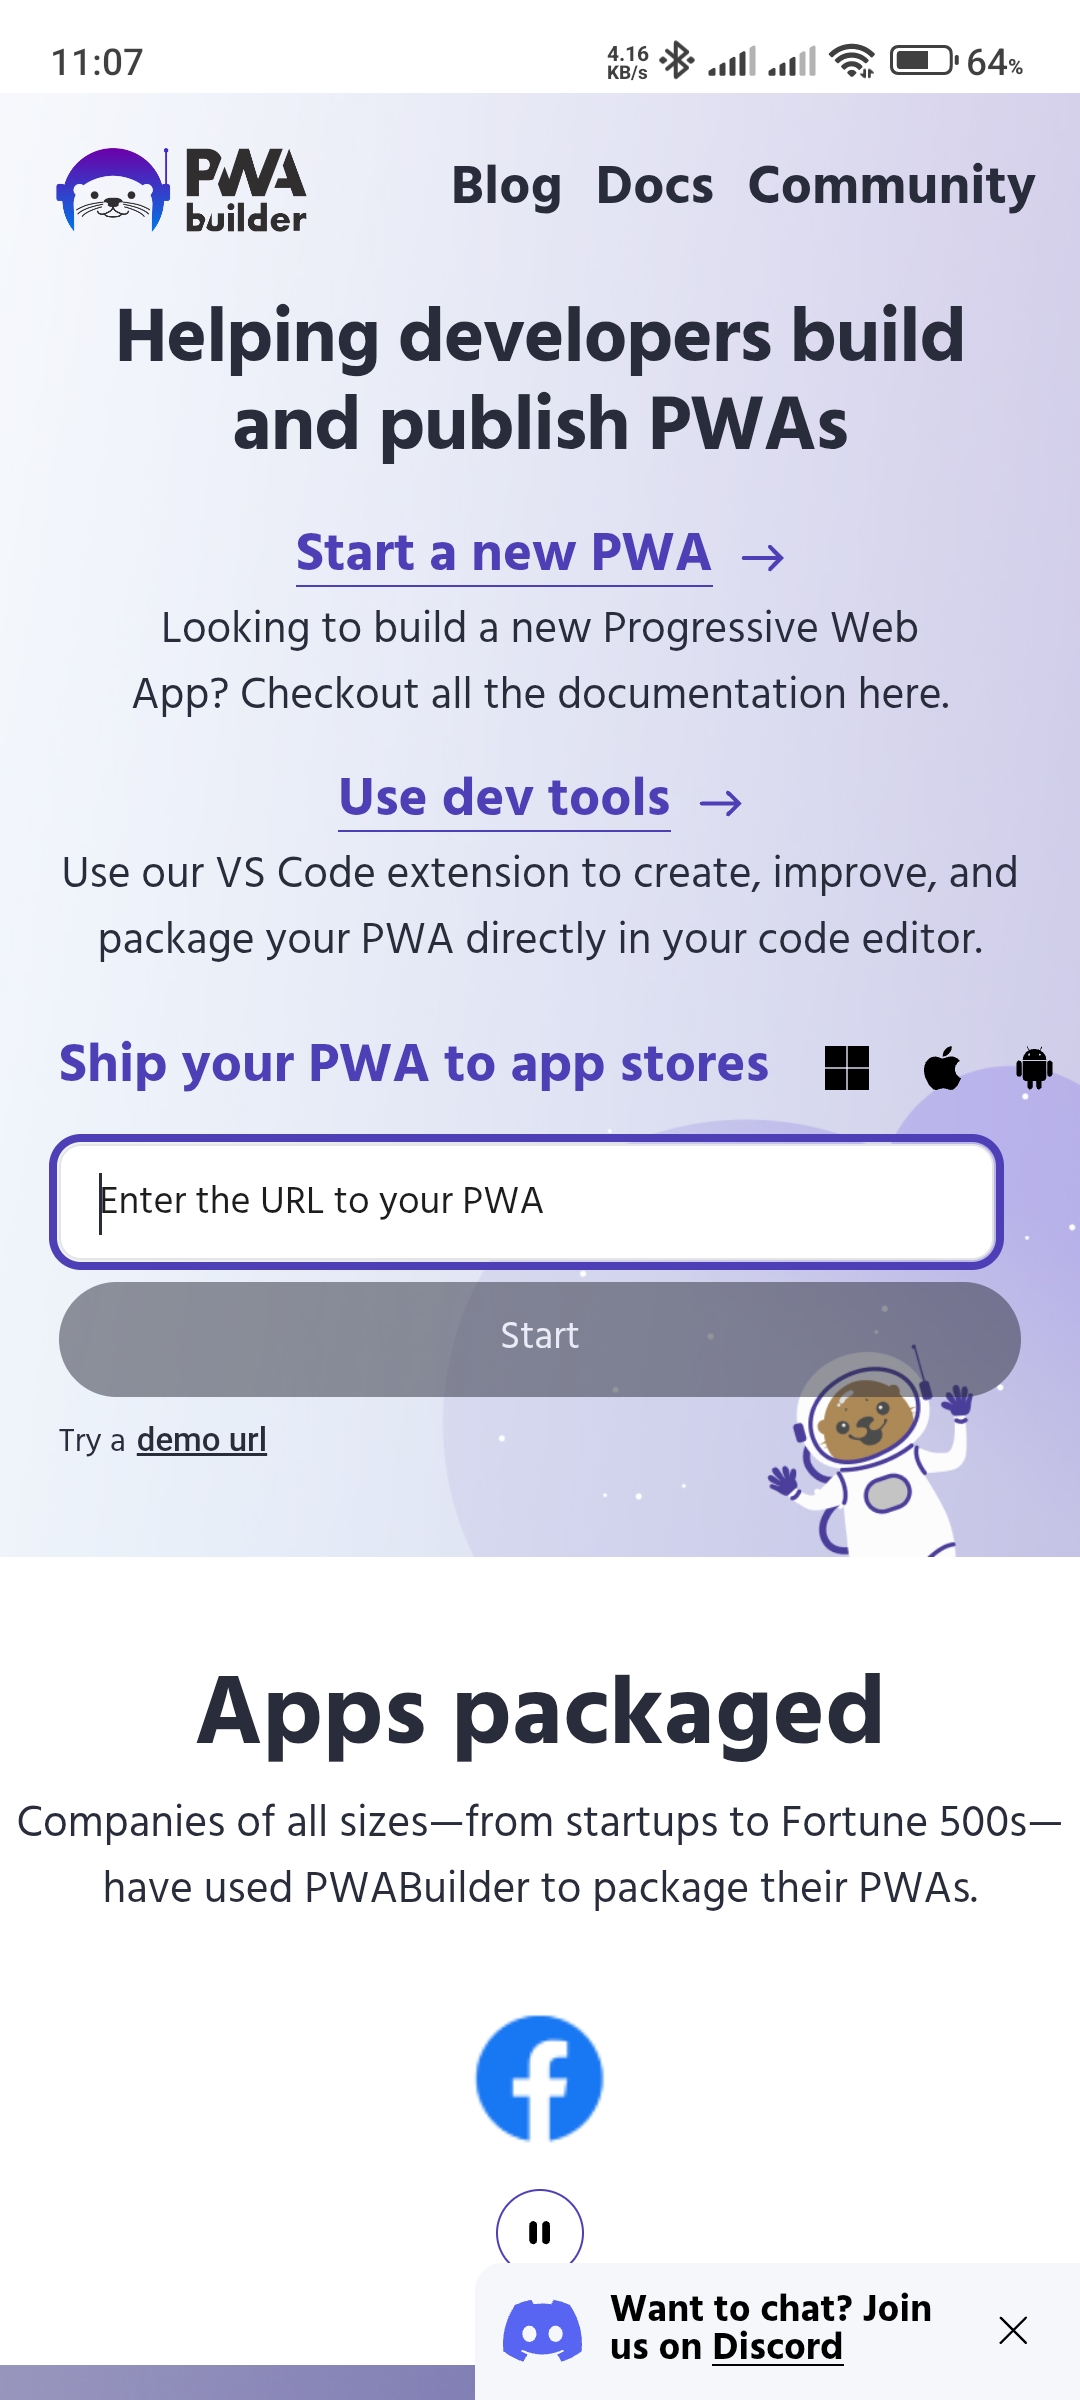 11:07
4.16
KB/s
64%
PWA
builder
Blog Docs Community
Helping developers build
and publish PWAs
Start a new PWA
Looking to build a new Progressive Web
App? Checkout all the documentation here.
Use dev tools
Use our VS Code extension to create, improve, and
package your PWA directly in your code editor.
Ship your PWA to app stores
Enter the URL to your PWA
Start
Try a demo url
Apps packaged
Companies of all sizes—from startups to Fortune 500s—
have used PWABuilder to package their PWAs.
Want to chat? Join
us on Discord